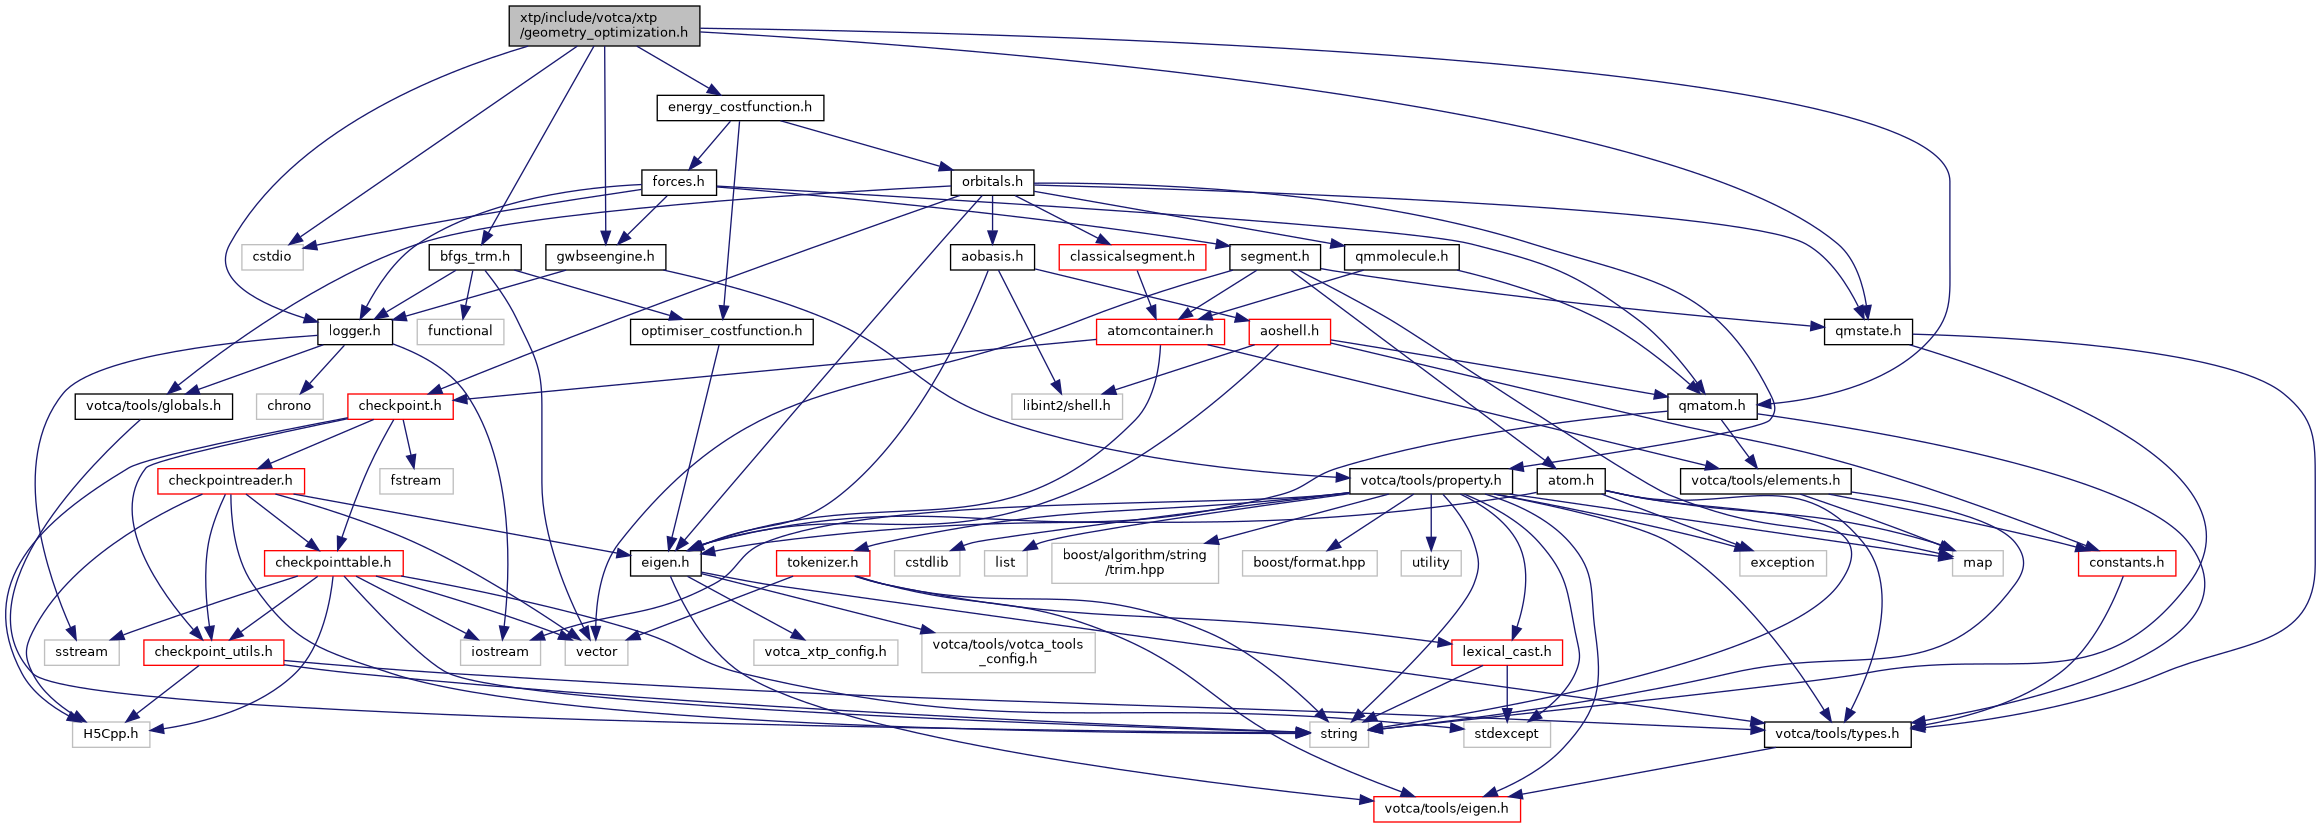 xtp/include/votca/xtp
/geometry_optimization.h
energy_costfunction.h
forces.h
orbitals.h
cstdio
bfgs_trm.h
gwbseengine.h
aobasis.h
classicalsegment.h
segment.h
qmmolecule.h
logger.h
functional
optimiser_costfunction.h
atomcontainer.h
aoshell.h
qmstate.h
votca/tools/globals.h
chrono
checkpoint.h
libint2/shell.h
qmatom.h
checkpointreader.h
fstream
votca/tools/property.h
atom.h
votca/tools/elements.h
checkpointtable.h
eigen.h
tokenizer.h
cstdlib
list
boost/algorithm/string
/trim.hpp
boost/format.hpp
utility
exception
map
constants.h
sstream
checkpoint_utils.h
iostream
vector
votca_xtp_config.h
votca/tools/votca_tools
_config.h
lexical_cast.h
H5Cpp.h
string
stdexcept
votca/tools/types.h
votca/tools/eigen.h